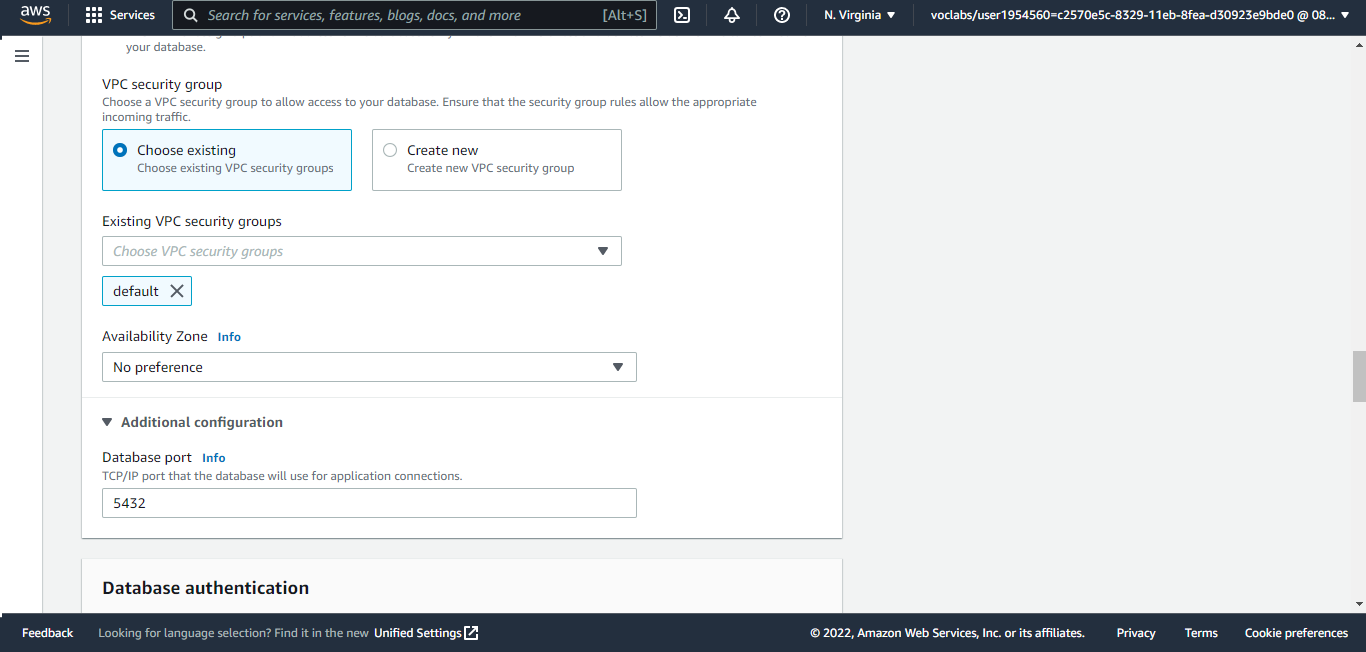 aws
Services
Search for services, features, blogs, docs, and more
[Alt+S]
N. Virginia
voclabs/user1954560=c2570e5c-8329-11eb-8fea-d30923e9bde0 @ 08...
your database.
VPC security group
Choose a VPC security group to allow access to your database. Ensure that the security group rules allow the appropriate
incoming traffic.
Choose existing
Choose existing VPC security groups
Create new
Create new VPC security group
Existing VPC security groups
Choose VPC security groups
default
Availability Zone Info
No preference
Additional configuration
Database port Info
TCP/IP port that the database will use for application connections.
5432
Database authentication
Feedback
Looking for language selection? Find it in the new Unified Settings
© 2022, Amazon Web Services, Inc. or its affiliates.
Privacy
Terms
Cookie preferences